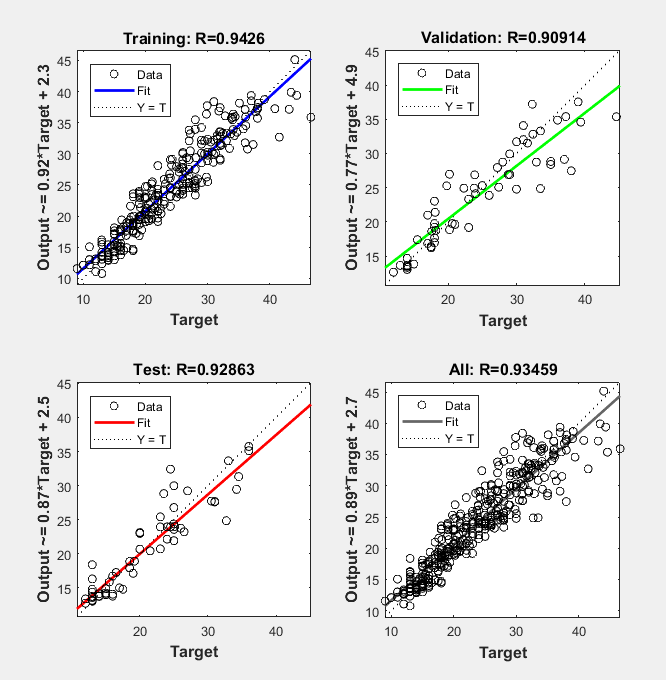 Training: R=0.9426
Output ~= 0.92*Target + 2.3
45
40
35
30
25
20
15
10
Data
Fit
Y = T
10 20 30 40
Target
Validation: R=0.90914
Output ~= 0.77*Target + 4.9
45
40
35
30
25
20
15
Data
Fit
Y = T
20 30 40
Target
Test: R=0.92863
Output ~= 0.87*Target + 2.5
45
40
35
30
25
20
15
Data
Fit
Y = T
20 30 40
Target
All: R=0.93459
Output ~= 0.89*Target + 2.7
45
40
35
30
25
20
15
10
Data
Fit
Y = T
10 20 30 40
Target